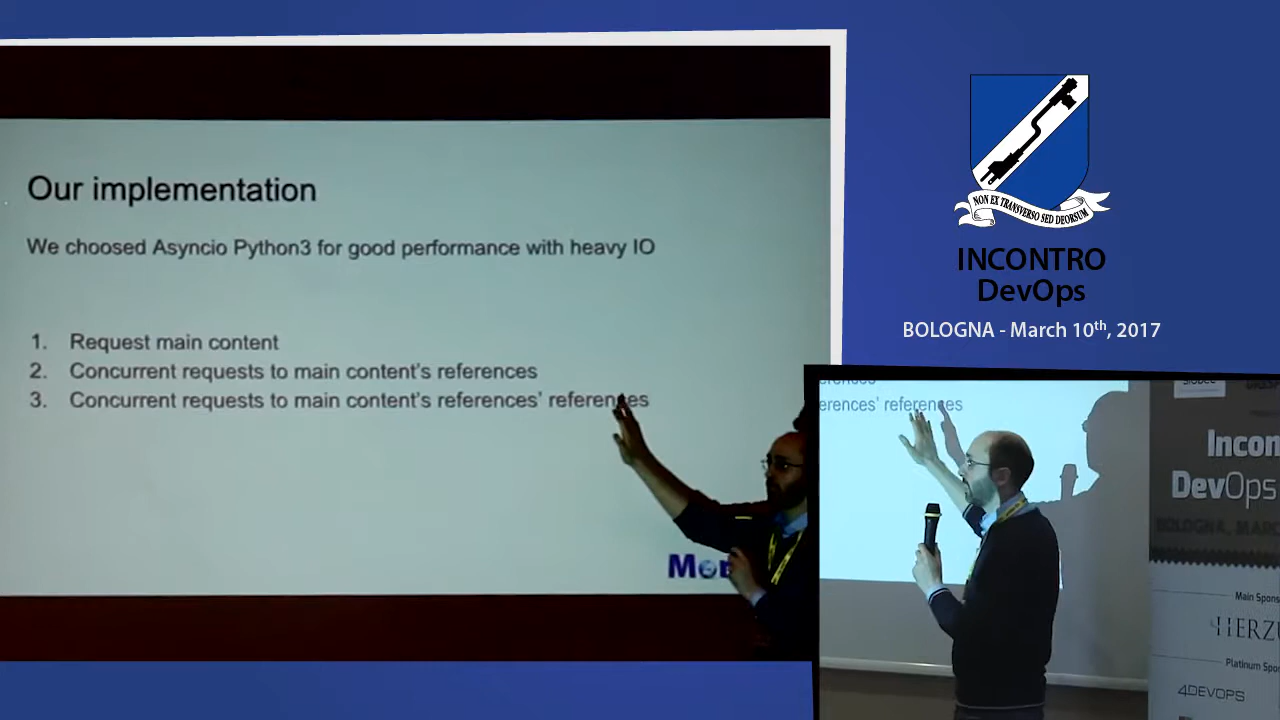 Our implementation
We choosed Asyncio Python3 for good performance with heavy IO
1. Request main content
2. Concurrent requests to main content's references
3. Concurrent requests to main content's references' references
NON EX TRANSVERSO SED DEORSUM
INCONTRO
DevOps
BOLOGNA - March 10th, 2017
erences' references
Incon
DevOps
BOLOGNA, MARC
Main Spons
HERZU
Platinum Spo
4DEVOPS